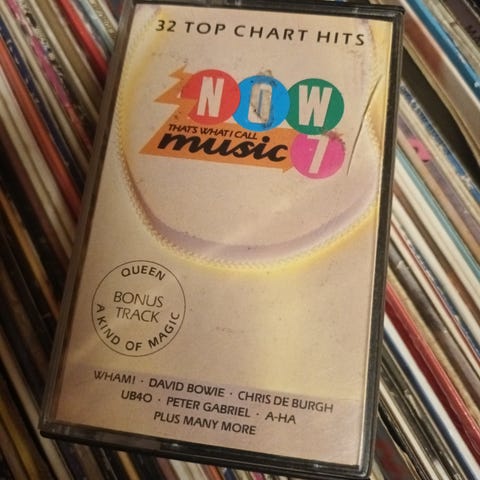 32 TOP CHART HITS
NOW
THAT'S WHAT I CALL
music 7
QUEEN
BONUS
TRACK
A KIND OF MAGIC
WHAM! · DAVID BOWIE · CHRIS DE BURGH
UB40 · PETER GABRIEL · A-HA
PLUS MANY MORE